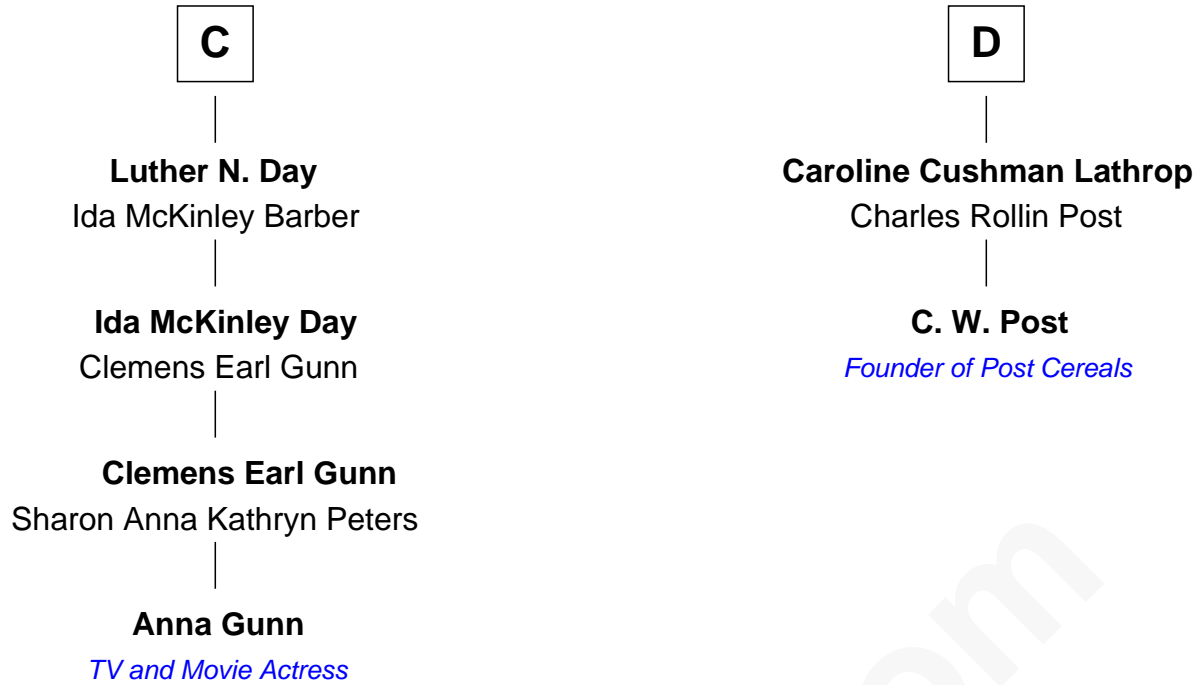 C
Luther N. Day
Ida McKinley Barber
Ida McKinley Day
Clemens Earl Gunn
Clemens Earl Gunn
Sharon Anna Kathryn Peters
Anna Gunn
TV and Movie Actress
D
Caroline Cushman Lathrop
Charles Rollin Post
C. W. Post
Founder of Post Cereals
om